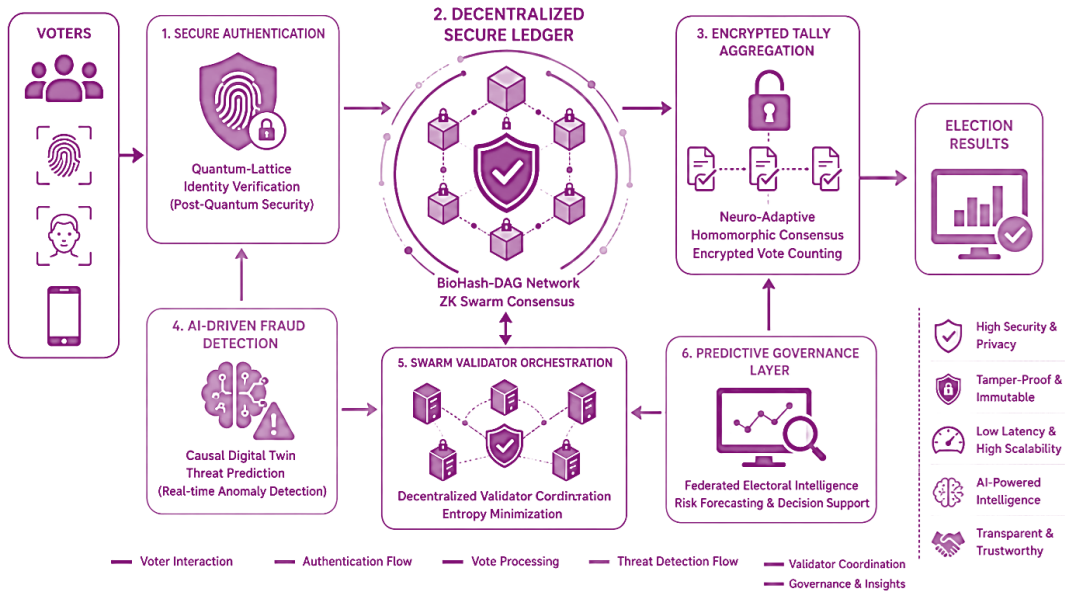 VOTERS
1. SECURE AUTHENTICATION
Quantum-Lattice
Identity Verification
(Post-Quantum Security)
2. DECENTRALIZED
SECURE LEDGER
BioHash-DAG Network
ZK Swarm Consensus
3. ENCRYPTED TALLY
AGGREGATION
Neuro-Adaptive
Homomorphic Consensus
Encrypted Vote Counting
ELECTION
RESULTS
4. AI-DRIVEN FRAUD
DETECTION
Causal Digital Twin
Threat Prediction
(Real-time Anomaly Detection)
5. SWARM VALIDATOR ORCHESTRATION
Decentralized Validator
Entropy Minimization
6. PREDICTIVE GOVERNANCE
LAYER
Federated Electoral Intelligence
Risk Forecasting & Decision Support
High Security &
Privacy
Tamper-Proof &
Immutable
Low Latency &
High Scalability
AI-Powered
Intelligence
Transparent &
Trustworthy
Voter Interaction
Authentication Flow
Vote Processing
Threat Detection Flow
Validator Coordination
Governance & Insights